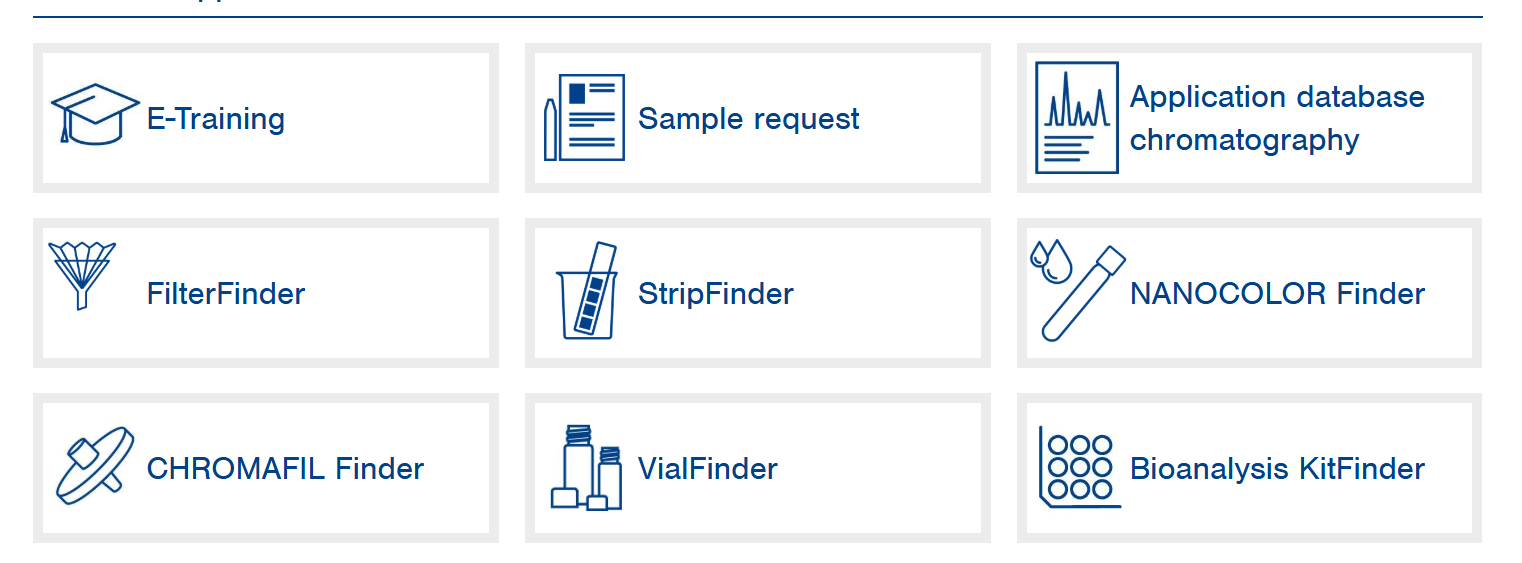 E-Training
Sample request
Application database
chromatography
FilterFinder
StripFinder
NANOCOLOR Finder
CHROMAFIL Finder
VialFinder
Bioanalysis KitFinder